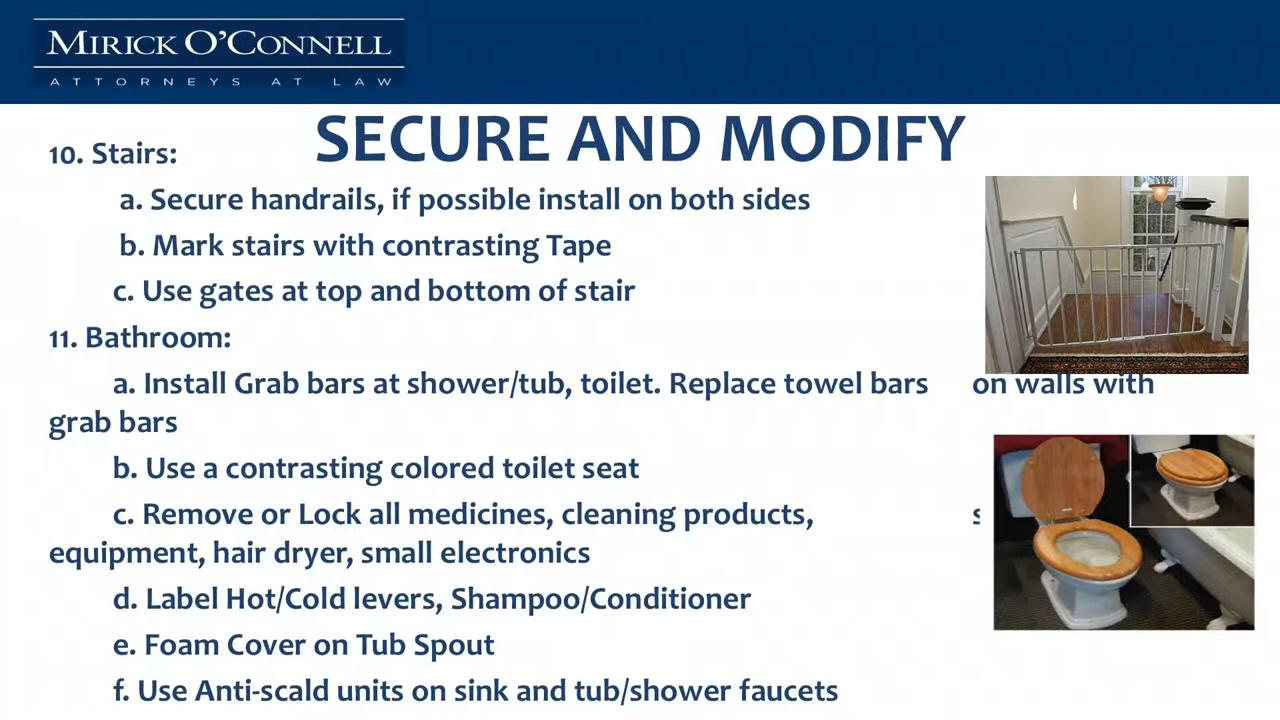 MIRICK O'CONNELL
ATTORNEYS AT LAW
SECURE AND MODIFY
10. Stairs:
a. Secure handrails, if possible install on both sides
b. Mark stairs with contrasting Tape
c. Use gates at top and bottom of stair
11. Bathroom:
a. Install Grab bars at shower/tub, toilet. Replace towel bars on walls with
grab bars
b. Use a contrasting colored toilet seat
c. Remove or Lock all medicines, cleaning products,
equipment, hair dryer, small electronics
d. Label Hot/Cold levers, Shampoo/Conditioner
e. Foam Cover on Tub Spout
f. Use Anti-scald units on sink and tub/shower faucets